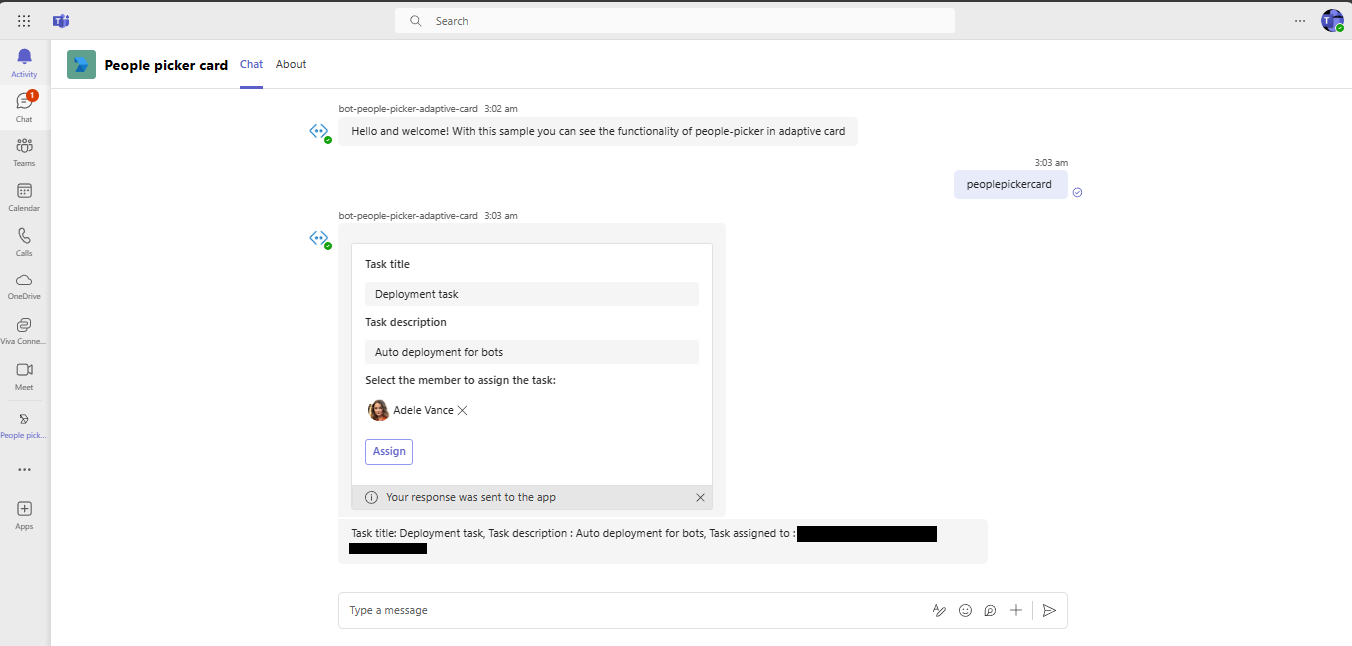 Search
People picker card Chat About
Activity
1
Chat
Teams
Calendar
Calls
OneDrive
Viva Conne...
Meet
People pick...
Apps
bot-people-picker-adaptive-card 3:02 am
Hello and welcome! With this sample you can see the functionality of people-picker in adaptive card
3:03 am
peoplepickercard
bot-people-picker-adaptive-card 3:03 am
Task title
Deployment task
Task description
Auto deployment for bots
Select the member to assign the task:
Adele Vance
Assign
Your response was sent to the app
Task title: Deployment task, Task description : Auto deployment for bots, Task assigned to :
Type a message